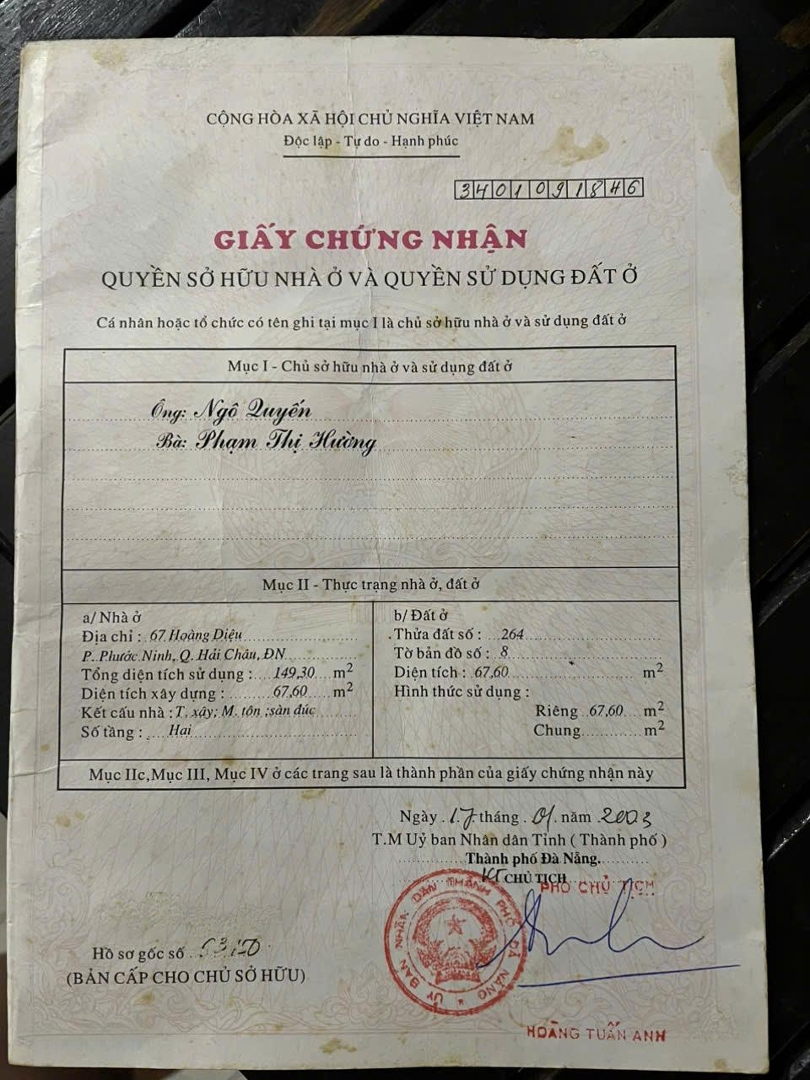 CỘNG HÒA XÃ HỘI CHỦ NGHĨA VIỆT NAM
Độc lập - Tự do - Hạnh phúc
3401091846
GIẤY CHỨNG NHẬN
QUYỀN SỞ HỮU NHÀ Ở VÀ QUYỀN SỬ DỤNG ĐẤT Ở
Cá nhân hoặc tổ chức có tên ghi tại mục I là chủ sở hữu nhà ở và sử dụng đất ở
Mục I - Chủ sở hữu nhà ở và sử dụng đất ở
Ông: Ngô Quyến
Bà: Phạm Thị Hường
Mục II - Thực trạng nhà ở, đất ở
a/ Nhà ở
Địa chỉ : 67 Hoàng Diệu
P. Phước Ninh, Q. Hải Châu, ĐN
Tổng diện tích sử dụng : 149,30 m2
Diện tích xây dựng : 67,60 m2
Kết cấu nhà : T. xây; M. tôn ;sàn đúc
Số tầng : Hai
b/ Đất ở
Thửa đất số : 264
Tờ bản đồ số : 8
Diện tích : 67,60 m2
Hình thức sử dụng :
Riêng 67,60 m2
Chung m2
Mục IIc,Mục III, Mục IV ở các trang sau là thành phần của giấy chứng nhận này
Ngày 17 tháng 01 năm 2003
T.M Uỷ ban Nhân dân Tỉnh ( Thành phố )
Thành phố Đà Nẵng.
KT CHỦ TỊCH
PHÓ CHỦ TỊCH
ỦY BAN NHÂN DÂN THÀNH PHỐ ĐÀ NẴNG
Hồ sơ gốc số
(BẢN CẤP CHO CHỦ SỞ HỮU)
HOÀNG TUẤN ANH